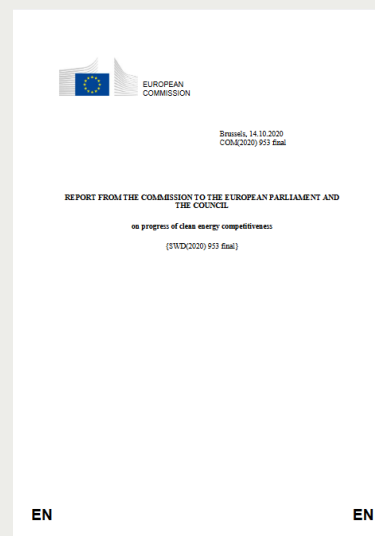 EUROPEAN
COMMISSION
Brussels, 14.10.2020
COM(2020) 953 final
REPORT FROM THE COMMISSION TO THE EUROPEAN PARLIAMENT AND
THE COUNCIL
on progress of clean energy competitiveness
{SWD(2020) 953 final}
EN EN